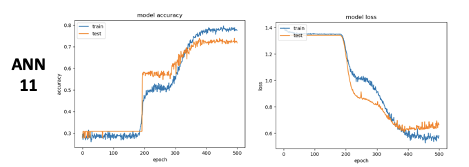 ANN
11
model accuracy
train
test
accuracy
0.8
0.7
0.6
0.5
0.4
0.3
0 100 200 300 400 500
epoch
model loss
train
test
loss
1.4
1.2
1.0
0.8
0.6
0 100 200 300 400 500
epoch